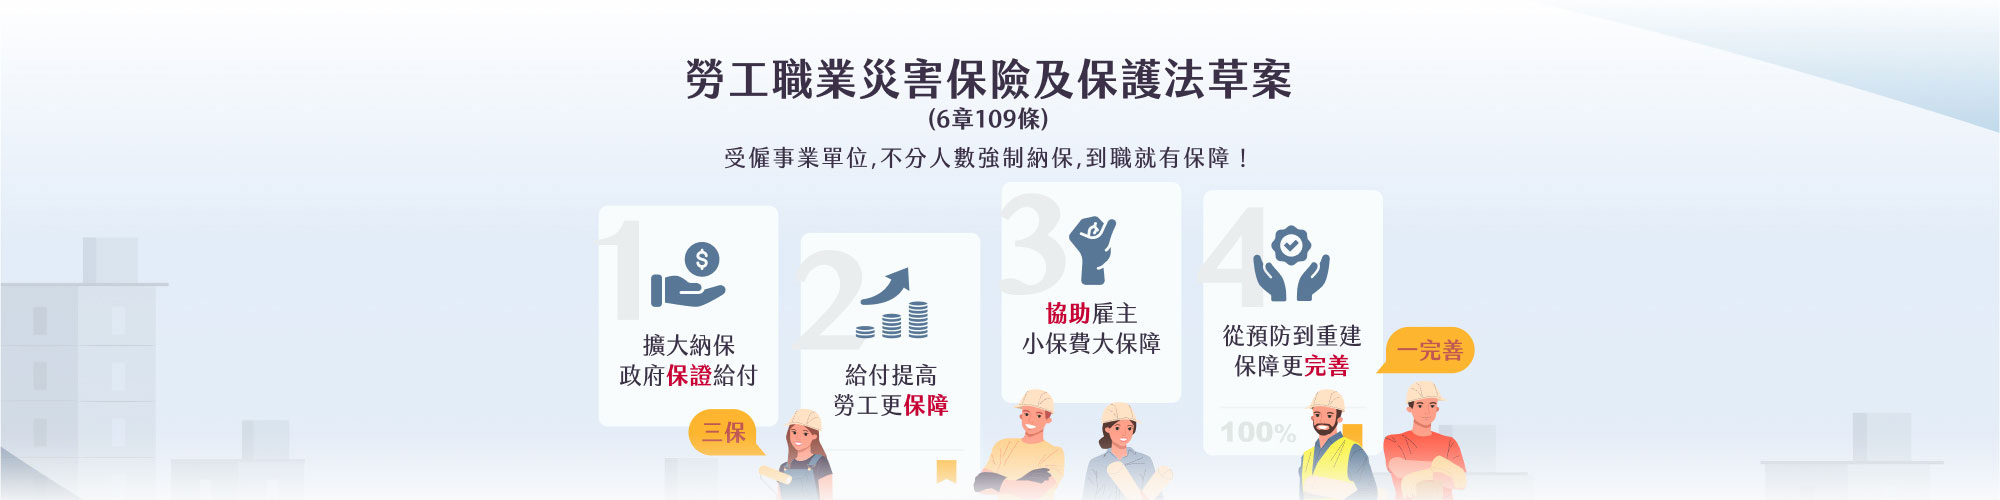 勞工職業災害保險及保護法草案
(6章109條)
受僱事業單位,不分人數強制納保,到職就有保障！
1
擴大納保
政府保證給付
三保
2
給付提高
勞工更保障
3
協助雇主
小保費大保障
4
從預防到重建
保障更完善
100%
一完善